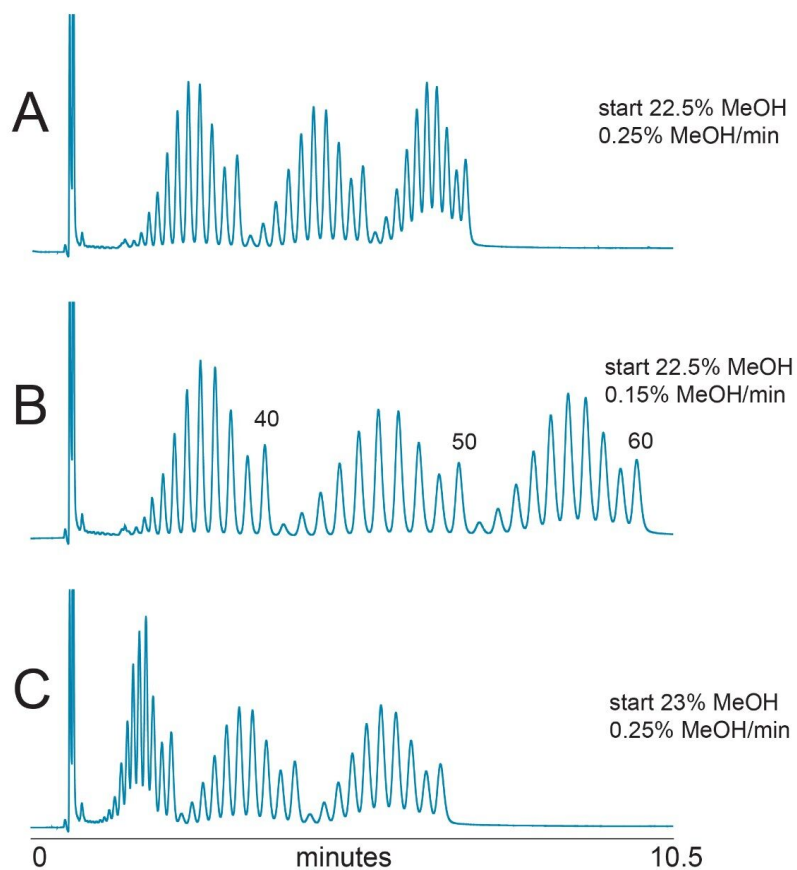 A
start 22.5% MeOH
0.25% MeOH/min
B
start 22.5% MeOH
0.15% MeOH/min
40
50
60
C
start 23% MeOH
0.25% MeOH/min
0 minutes 10.5